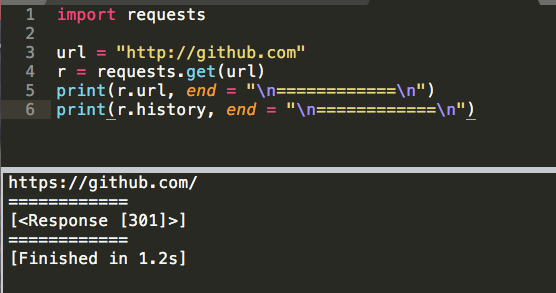 1 import requests
2
3 url = "http://github.com"
4 r = requests.get(url)
5 print(r.url, end = "\n============\n")
6 print(r.history, end = "\n============\n")
https://github.com/
============
[<Response [301]>]
============
[Finished in 1.2s]